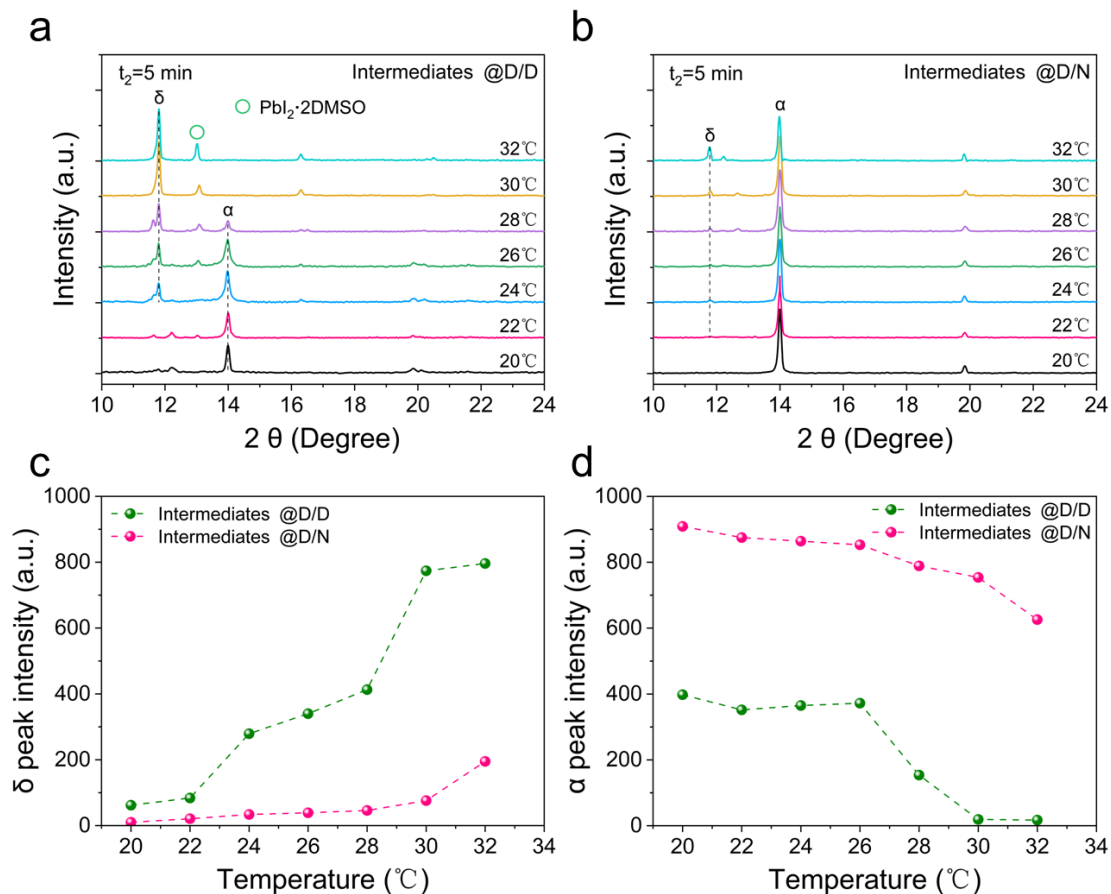 a
t₂=5 min
Intermediates @D/D
δ
PbI₂·2DMSO
α
32℃
30℃
28℃
26℃
24℃
22℃
20℃
Intensity (a.u.)
10 12 14 16 18 20 22 24
2 θ (Degree)
b
t₂=5 min
Intermediates @D/N
α
δ
32℃
30℃
28℃
26℃
24℃
22℃
20℃
Intensity (a.u.)
10 12 14 16 18 20 22 24
2 θ (Degree)
c
Intermediates @D/D
Intermediates @D/N
1000
800
600
400
200
0
δ peak intensity (a.u.)
20 22 24 26 28 30 32 34
Temperature (℃)
d
Intermediates @D/D
Intermediates @D/N
1000
800
600
400
200
0
α peak intensity (a.u.)
20 22 24 26 28 30 32 34
Temperature (℃)